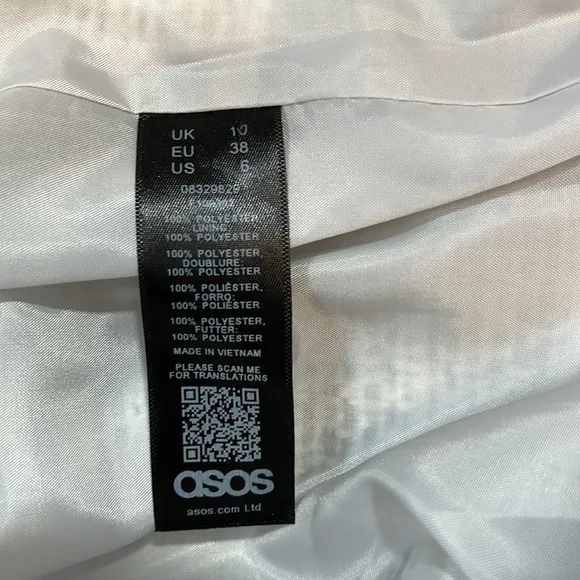 UK 10
EU 38
US 6
08329829
100% POLYESTER
LINING:
100% POLYESTER
100% POLYESTER,
DOUBLURE:
100% POLYESTER
100% POLIÉSTER,
FORRO:
100% POLIÉSTER
100% POLYESTER,
FUTTER:
100% POLYESTER
MADE IN VIETNAM
PLEASE SCAN ME
FOR TRANSLATIONS
asos
asos.com Ltd